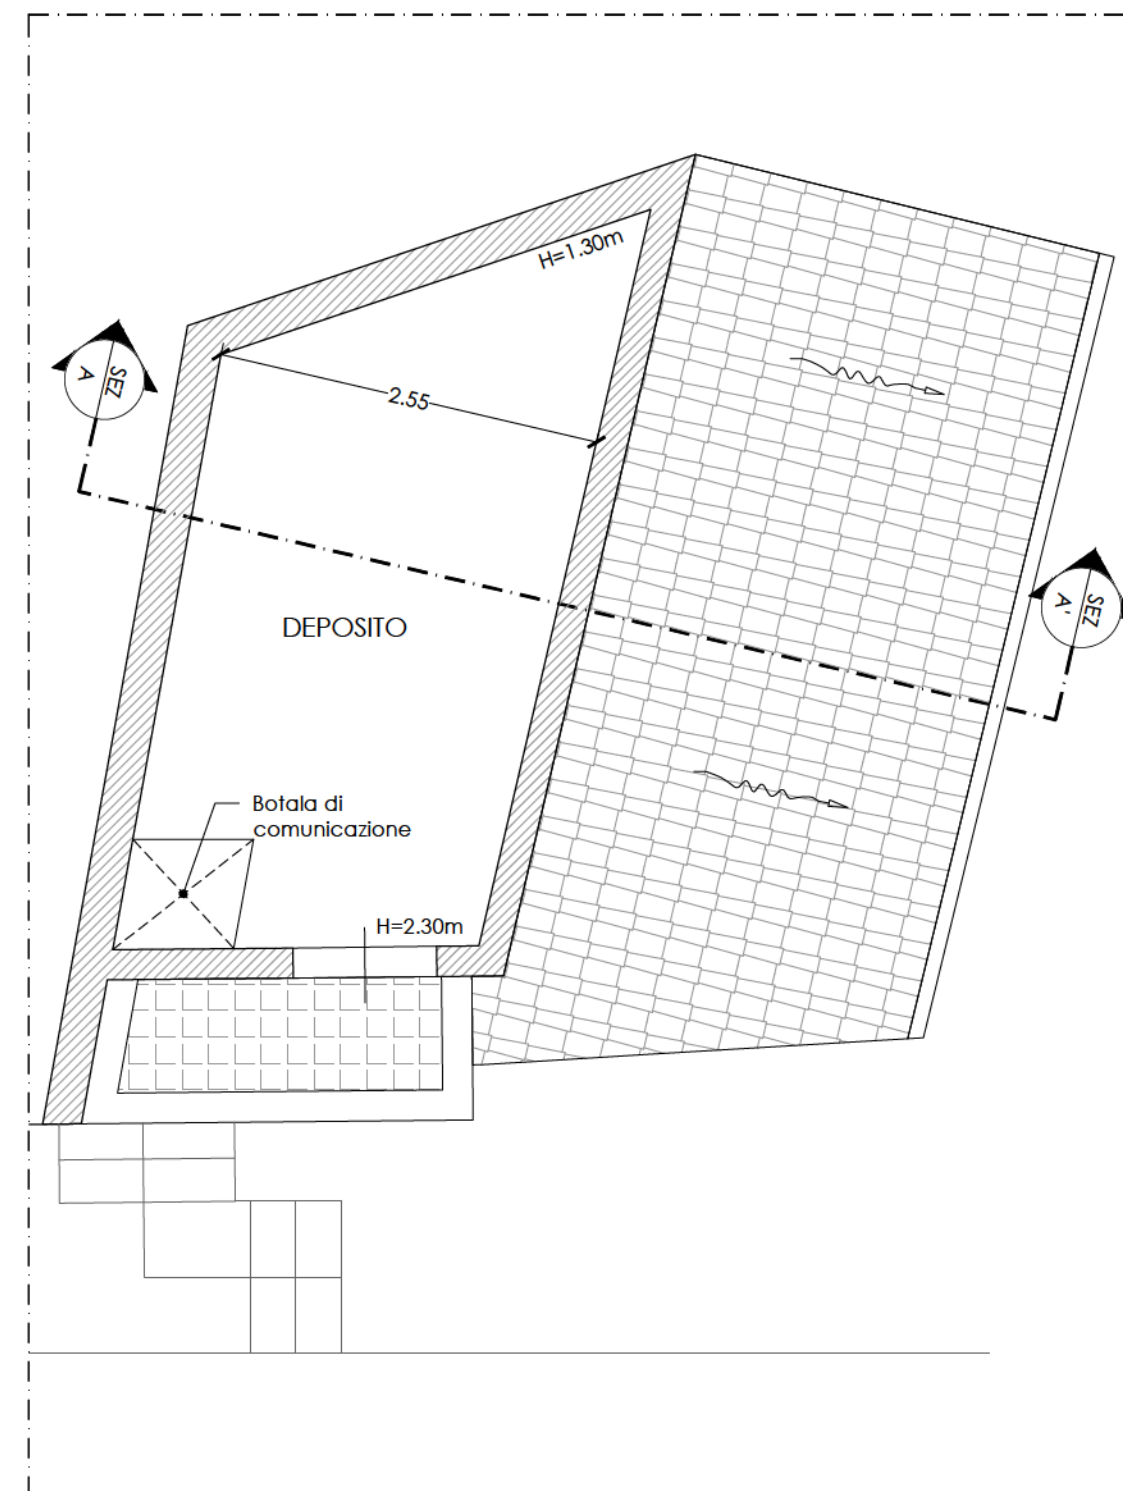 H=1.30m
SEZ
A
2.55
SEZ
A'
DEPOSITO
Botala di
comunicazione
H=2.30m